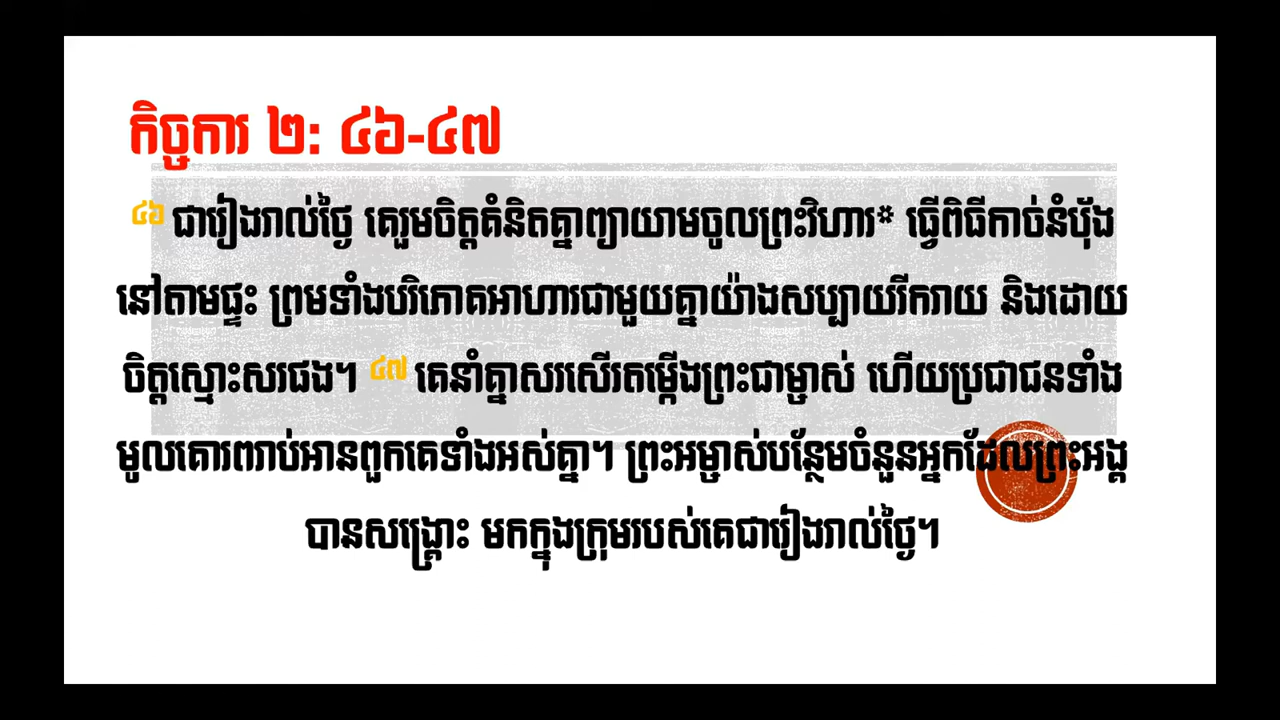 កិច្ចការ ២: ៤៦-៤៧
៤៦ ជារៀងរាល់ថ្ងៃ គេរួមចិត្តគំនិតគ្នាព្យាយាមចូលព្រះវិហារ* ធ្វើពិធីកាច់នំប៉័ង
នៅតាមផ្ទះ ព្រមទាំងបរិភោគអាហារជាមួយគ្នាយ៉ាងសប្បាយរីករាយ និងដោយ
ចិត្តស្មោះសរផង។ ៤៧ គេនាំគ្នាសរសើរតម្កើងព្រះជាម្ចាស់ ហើយប្រជាជនទាំង
មូលគោរពរាប់អានពួកគេទាំងអស់គ្នា។ ព្រះអម្ចាស់បន្ថែមចំនួនអ្នកដែលព្រះអង្គ
បានសង្គ្រោះ មកក្នុងក្រុមរបស់គេជារៀងរាល់ថ្ងៃ។